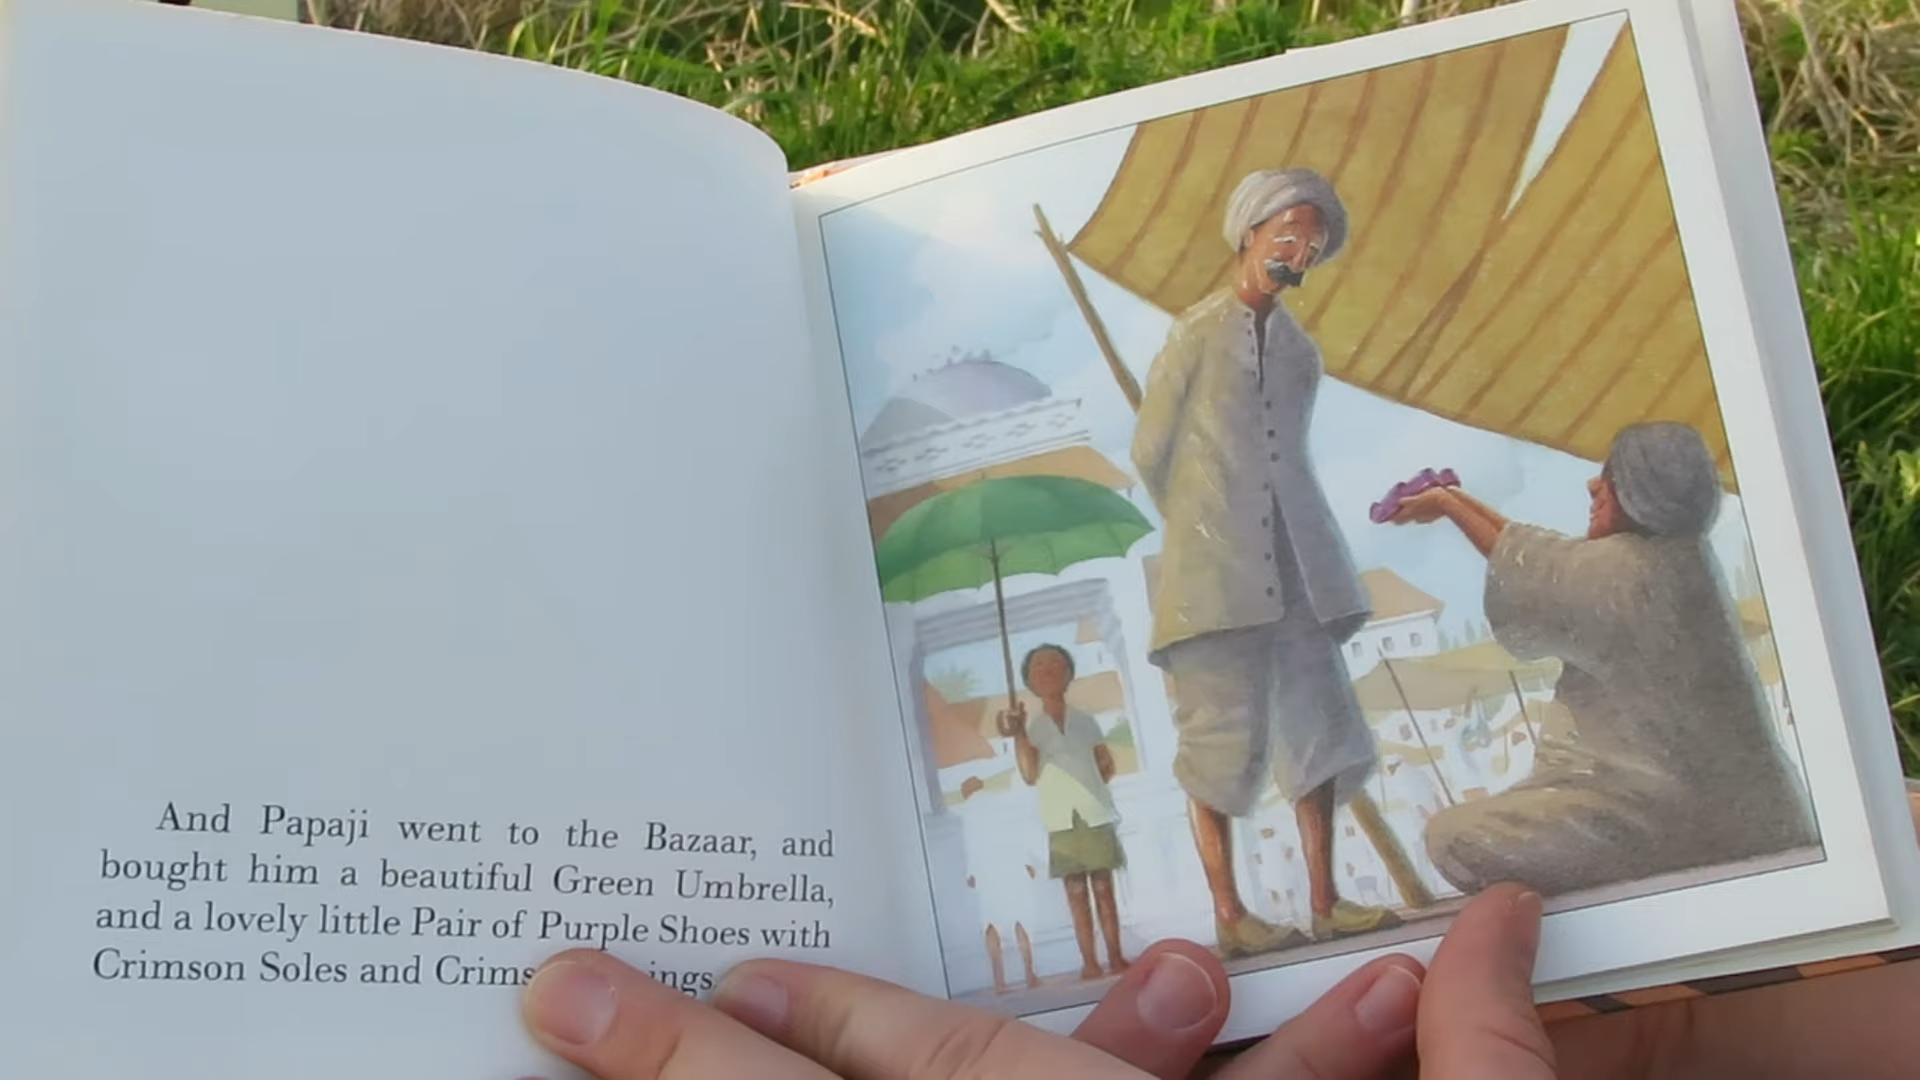 And Papaji went to the Bazaar, and
bought him a beautiful Green Umbrella,
and a lovely little Pair of Purple Shoes with
Crimson Soles and